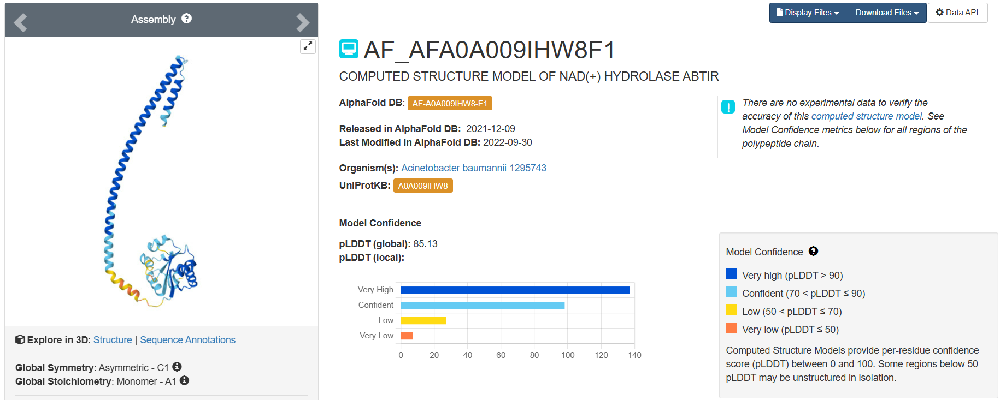 Assembly
Display Files
Download Files
Data API
AF_AFA0A009IHW8F1
COMPUTED STRUCTURE MODEL OF NAD(+) HYDROLASE ABTIR
AlphaFold DB: AF-A0A009IHW8-F1
Released in AlphaFold DB: 2021-12-09
Last Modified in AlphaFold DB: 2022-09-30
Organism(s): Acinetobacter baumannii 1295743
UniProtKB: A0A009IHW8
There are no experimental data to verify the
accuracy of this computed structure model. See
Model Confidence metrics below for all regions of the
polypeptide chain.
Model Confidence
pLDDT (global): 85.13
pLDDT (local):
Very High
Confident
Low
Very Low
0 20 40 60 80 100 120 140
Model Confidence
Very high (pLDDT > 90)
Confident (70 < pLDDT ≤ 90)
Low (50 < pLDDT ≤ 70)
Very low (pLDDT ≤ 50)
Computed Structure Models provide per-residue confidence
score (pLDDT) between 0 and 100. Some regions below 50
pLDDT may be unstructured in isolation.
Explore in 3D: Structure | Sequence Annotations
Global Symmetry: Asymmetric - C1
Global Stoichiometry: Monomer - A1